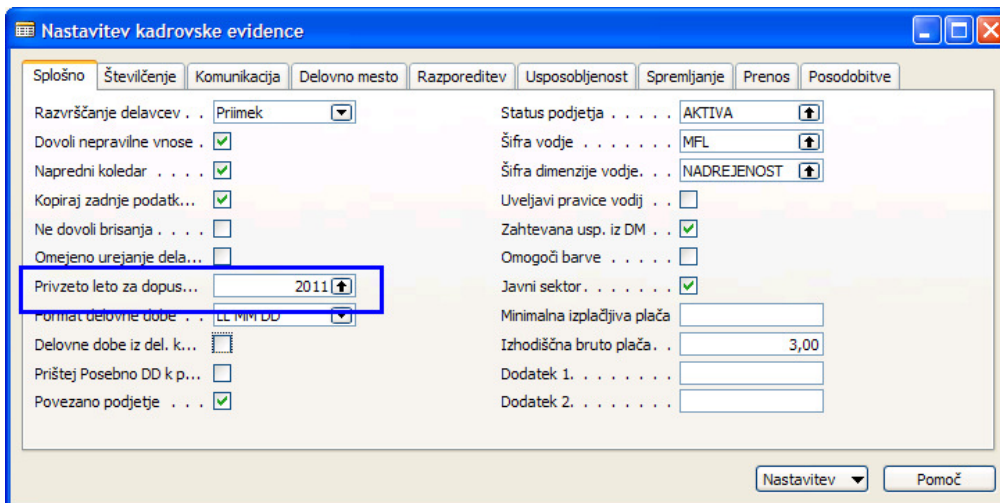 Nastavitev kadrovske evidence
Splošno Številčenje Komunikacija Delovno mesto Razporeditev Usposobljenost Spremljanje Prenos Posodobitve
Razvrščanje delavcev . . Priimek
Dovoli nepravilne vnose .
Napredni koledar . . . .
Kopiraj zadnje podatk...
Ne dovoli brisanja . . . .
Omejeno urejanje dela...
Privzeto leto za dopus... 2011
Format delovne dobe . . LL MM DD
Delovne dobe iz del. k...
Prištej Posebno DD k p...
Povezano podjetje . . .
Status podjetja . . . . . AKTIVA
Šifra vodje . . . . . . . MFL
Šifra dimenzije vodje. . . NADREJENOST
Uveljavi pravice vodij . .
Zahtevana usp. iz DM . .
Omogoči barve . . . . .
Javni sektor. . . . . . .
Minimalna izplačljiva plača
Izhodiščna bruto plača. . 3,00
Dodatek 1. . . . . . . .
Dodatek 2. . . . . . . .
Nastavitev Pomoč